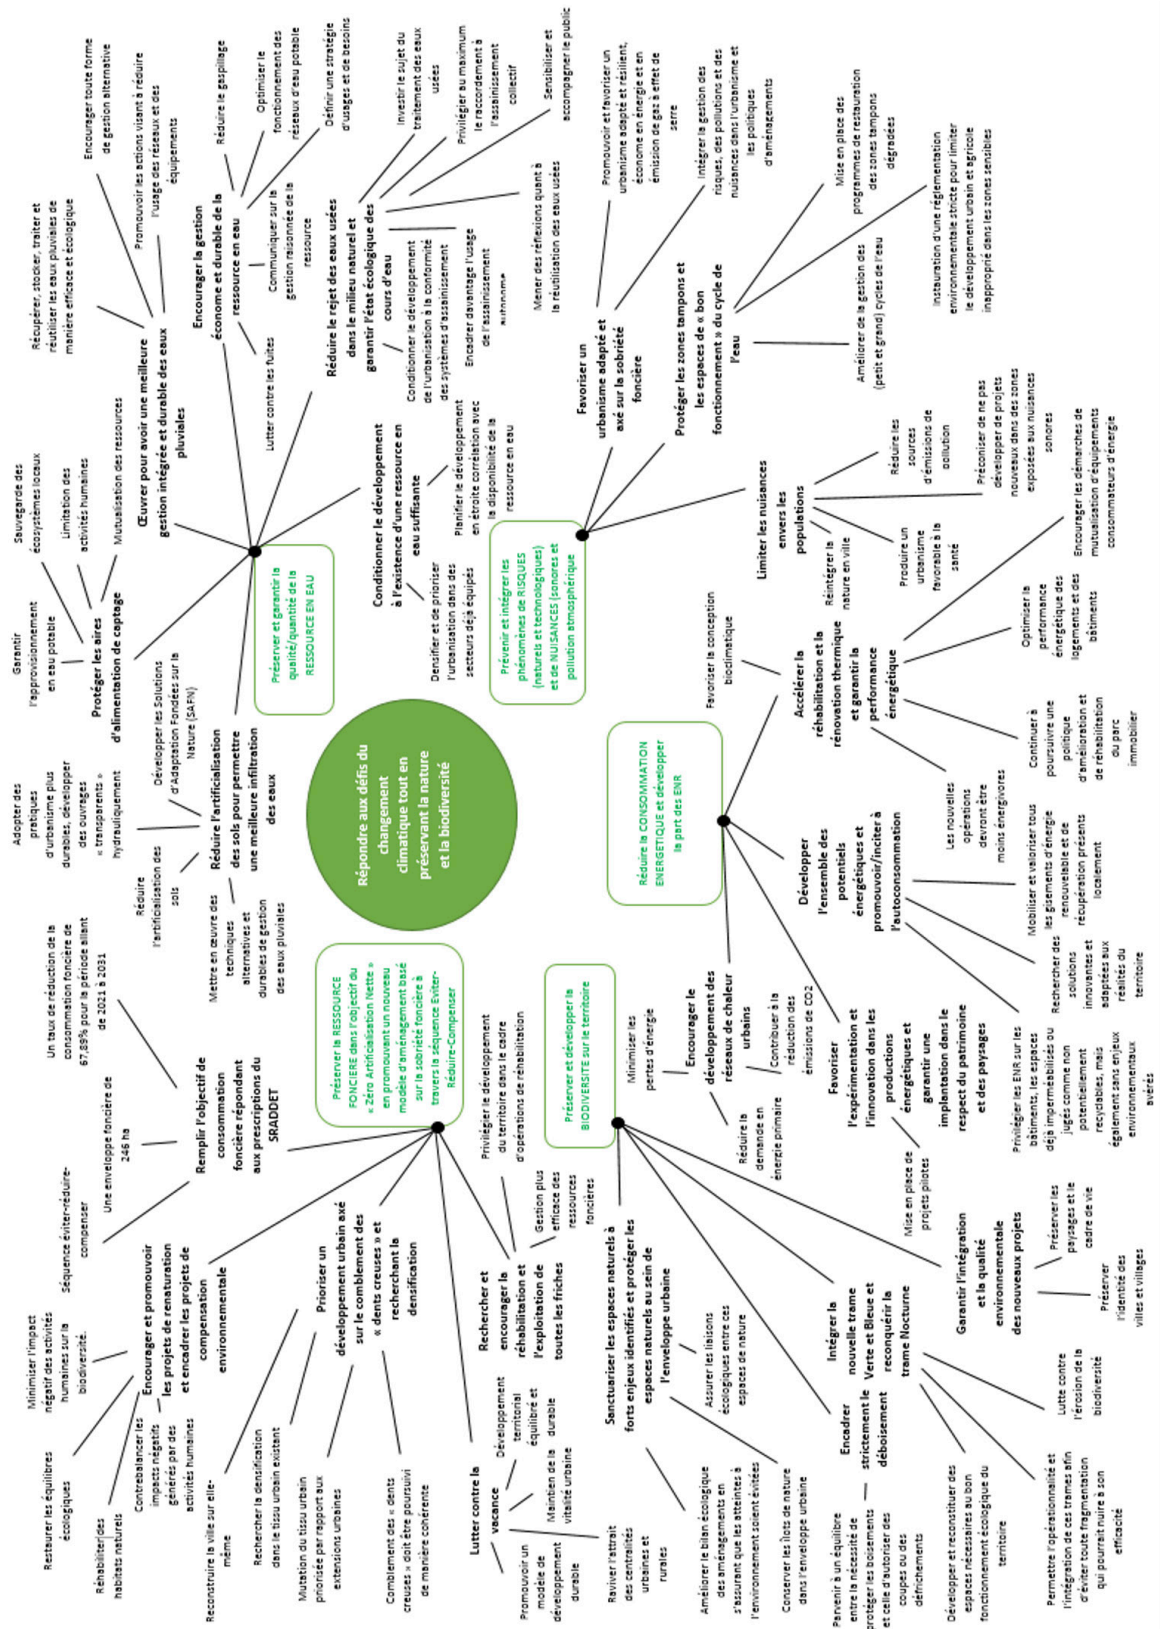 Répondre aux défis du
changement
climatique tout en
préservant la nature
et la biodiversité
Préserver la RESSOURCE
FONCIERE dans l'objectif du
« Zéro Artificialisation Nette »
en promouvant un nouveau
modèle d'aménagement basé
sur la sobriété foncière à
travers la séquence Eviter-
Réduire-Compenser
Remplir l'objectif de
consommation
foncière répondant
aux prescriptions du
SRADDET
Un taux de réduction de la
consommation foncière de
67,89% pour la période allant
de 2021 à 2031
Une enveloppe foncière de
246 ha
Séquence éviter-réduire-
compenser
Encourager et promouvoir
les projets de renaturation
et encadrer les projets de
compensation
environnementale
Minimiser l'impact
négatif des activités
humaines sur la
biodiversité.
Restaurer les équilibres
écologiques
Réhabiliter des
habitats naturels
Contrebalancer les
impacts négatifs
générés par des
activités humaines
Prioriser un
développement urbain axé
sur le comblement des
« dents creuses » et
recherchant la
densification
Reconstruire la ville sur elle-
même
Rechercher la densification
dans le tissu urbain existant
Mutation du tissu urbain
priorisée par rapport aux
extensions urbaines
Comblement des « dents
creuses » doit être poursuivi
de manière cohérente
Rechercher et
encourager la
réhabilitation et
l'exploitation de
toutes les friches
Privilégier le développement
du territoire dans le cadre
d'opérations de réhabilitation
Gestion plus
efficace des
ressources
foncières
Lutter contre la
vacance
Développement
territorial
équilibré et
durable
Maintien de la
vitalité urbaine
Promouvoir un
modèle de
développement
durable
Raviver l'attrait
des centralités
urbaines et
rurales
Préserver et garantir la
qualité/quantité de la
RESSOURCE EN EAU
Réduire l'artificialisation
des sols pour permettre
une meilleure infiltration
des eaux
Adopter des
pratiques
d'urbanisme plus
durables, développer
des ouvrages
« transparents »
hydrauliquement
Développer les Solutions
d'Adaptation Fondées sur la
Nature (SAFN)
Réduire
l'artificialisation des
sols
Mettre en œuvre des
techniques
alternatives et
durables de gestion
des eaux pluviales
Protéger les aires
d'alimentation de captage
Garantir
l'approvisionnement
en eau potable
Sauvegarde des
écosystèmes locaux
Limitation des
activités humaines
Mutualisation des ressources
Œuvrer pour avoir une meilleure
gestion intégrée et durable des eaux
pluviales
Récupérer, stocker, traiter et
réutiliser les eaux pluviales de
manière efficace et écologique
Encourager toute forme
de gestion alternative
Promouvoir les actions visant à réduire
l'usage des réseaux et des
équipements
Encourager la gestion
économe et durable de la
ressource en eau
Réduire le gaspillage
Optimiser le
fonctionnement des
réseaux d'eau potable
Définir une stratégie
d'usages et de besoins
Communiquer sur la
gestion raisonnée de la
ressource
Lutter contre les fuites
Réduire le rejet des eaux usées
dans le milieu naturel et
garantir l'état écologique des
cours d'eau
Investir le sujet du
traitement des eaux
usées
Privilégier au maximum
le raccordement à
l'assainissement
collectif
Sensibiliser et
accompagner le public
Mener des réflexions quant à
la réutilisation des eaux usées
Encadrer davantage l'usage
de l'assainissement
autonome
Conditionner le développement
de l'urbanisation à la conformité
des systèmes d'assainissement
Conditionner le développement
à l'existence d'une ressource en
eau suffisante
Planifier le développement
en étroite corrélation avec
la disponibilité de la
ressource en eau
Densifier et de prioriser
l'urbanisation dans des
secteurs déjà équipés
Prévenir et intégrer les
phénomènes de RISQUES
(naturels et technologiques)
et de NUISANCES (sonores et
pollution atmosphérique
Favoriser un
urbanisme adapté et
axé sur la sobriété
foncière
Promouvoir et favoriser un
urbanisme adapté et résilient,
économe en énergie et en
émission de gaz à effet de
serre
Intégrer la gestion des
risques, des pollutions et des
nuisances dans l'urbanisme et
les politiques
d'aménagements
Protéger les zones tampons et
les espaces de « bon
fonctionnement » du cycle de
l'eau
Mise en place des
programmes de restauration
des zones tampons
dégradées
Instauration d'une réglementation
environnementale stricte pour limiter
le développement urbain et agricole
inapproprié dans les zones sensibles
Améliorer de la gestion des
(petit et grand) cycles de l'eau
Limiter les nuisances
envers les
populations
Réduire les
sources
d'émissions de
pollution
Préconiser de ne pas
développer de projets
nouveaux dans des zones
exposées aux nuisances
sonores
Produire un
urbanisme
favorable à la
santé
Réintégrer la
nature en ville
Réduire la CONSOMMATION
ENERGETIQUE et développer
la part des ENR
Accélérer la
réhabilitation et la
rénovation thermique
et garantir la
performance
énergétique
Favoriser la conception
bioclimatique
Encourager les démarches de
mutualisation d'équipements
consommateurs d'énergie
Optimiser la
performance
énergétique des
logements et des
bâtiments
Continuer à
poursuivre une
politique
d'amélioration et
de réhabilitation
du parc
immobilier
Les nouvelles
opérations
devront être
moins énergivores
Développer
l'ensemble des
potentiels
énergétiques et
promouvoir/inciter à
l'autoconsommation
Mobiliser et valoriser tous
les gisements d'énergie
renouvelable et de
récupération présents
localement
Rechercher des
solutions
innovantes et
adaptées aux
réalités du
territoire
Privilégier les ENR sur les
bâtiments, les espaces
déjà imperméabilisés ou
jugés comme non
potentiellement
recyclables, mais
également sans enjeux
environnementaux
avérés
Favoriser
l'expérimentation et
l'innovation dans les
productions
énergétiques et
garantir une
implantation dans le
respect du patrimoine
et des paysages
Mise en place de
projets pilotes
Encourager le
développement des
réseaux de chaleur
urbains
Minimiser les
pertes d'énergie
Contribuer à la
réduction des
émissions de CO2
Réduire la
demande en
énergie primaire
Préserver et développer la
BIODIVERSITE sur le territoire
Sanctuariser les espaces naturels à
forts enjeux identifiés et protéger les
espaces naturels au sein de
l'enveloppe urbaine
Assurer les liaisons
écologiques entre ces
espaces de nature
Améliorer le bilan écologique
des aménagements en
s'assurant que les atteintes à
l'environnement soient évitées
Conserver les îlots de nature
dans l'enveloppe urbaine
Encadrer
strictement le
déboisement
Parvenir à un équilibre
entre la nécessité de
protéger les boisements
et celle d'autoriser des
coupes ou des
défrichements
Intégrer la
nouvelle trame
Verte et Bleue et
reconquérir la
trame Nocturne
Développer et reconstituer des
espaces nécessaires au bon
fonctionnement écologique du
territoire
Permettre l'opérationnalité et
l'intégration de ces trames afin
d'éviter toute fragmentation
qui pourrait nuire à son
efficacité
Lutte contre
l'érosion de la
biodiversité
Garantir l'intégration
et la qualité
environnementale
des nouveaux projets
Préserver les
paysages et le
cadre de vie
Préserver
l'identité des
villes et villages